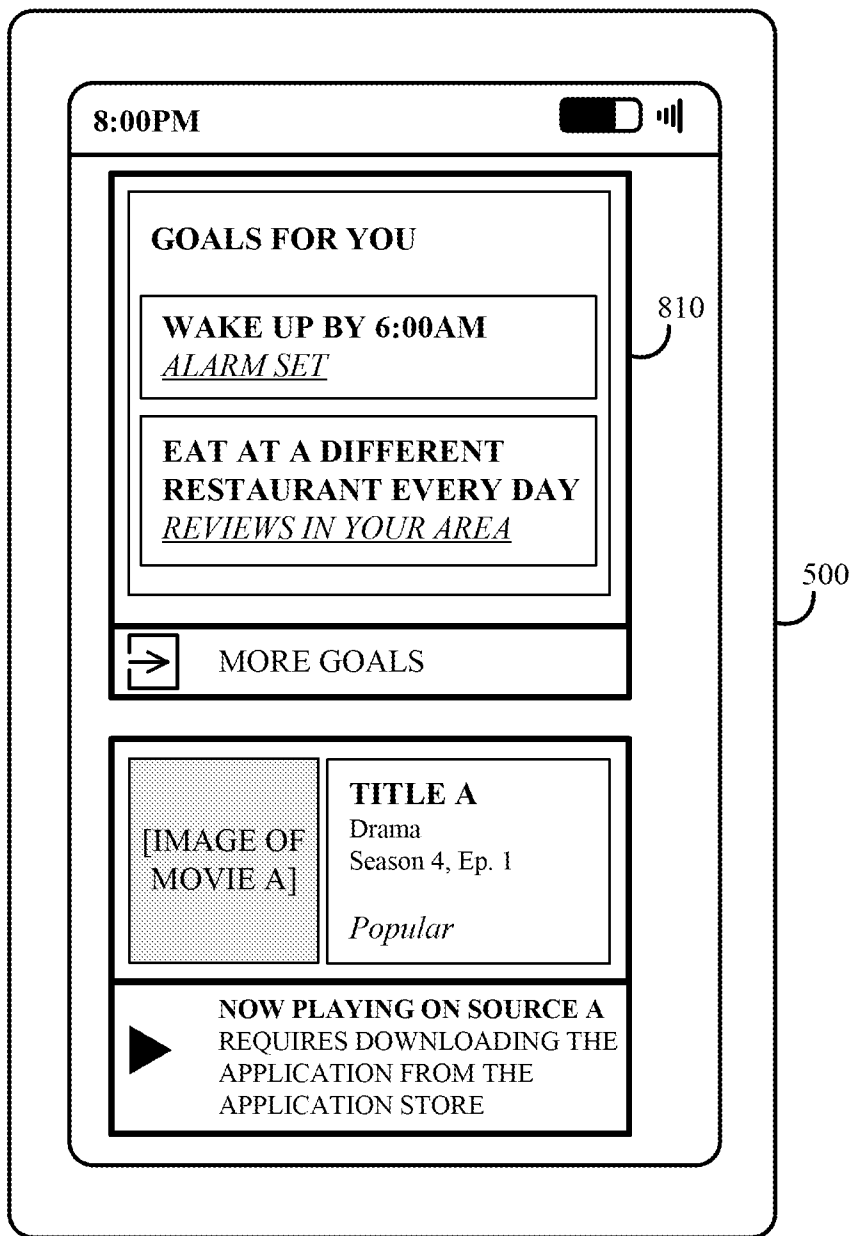 8:00PM
GOALS FOR YOU
WAKE UP BY 6:00AM
ALARM SET
810
EAT AT A DIFFERENT
RESTAURANT EVERY DAY
REVIEWS IN YOUR AREA
500
MORE GOALS
[IMAGE OF
MOVIE A]
TITLE A
Drama
Season 4, Ep. 1
Popular
NOW PLAYING ON SOURCE A
REQUIRES DOWNLOADING THE
APPLICATION FROM THE
APPLICATION STORE